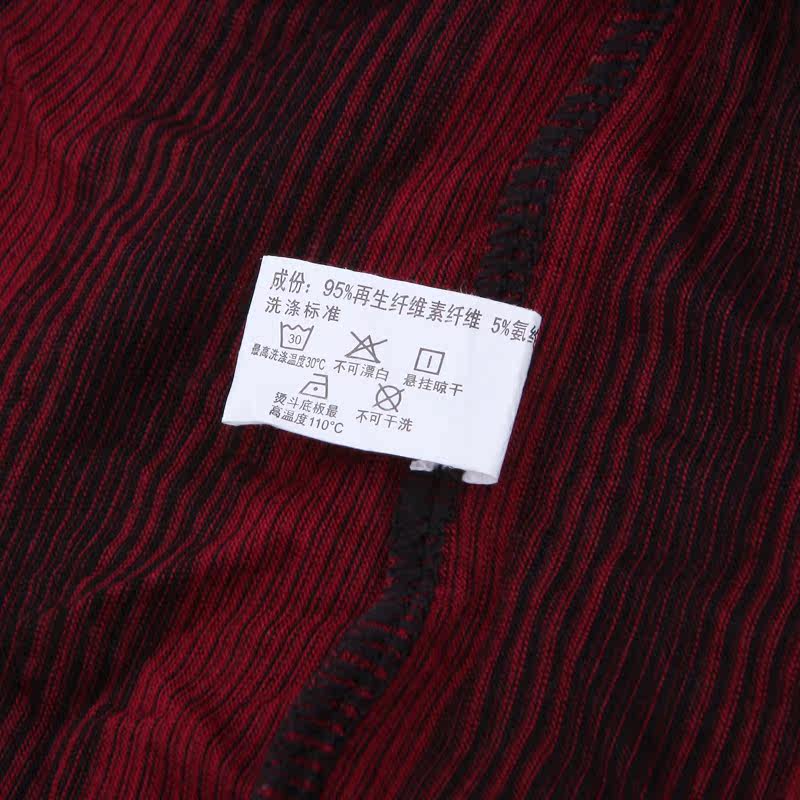 成份：95%再生纤维素纤维 5%氨
洗涤标准
30
最高洗涤温度30℃
不可漂白
悬挂晾干
烫斗底板最
高温度110℃
不可干洗